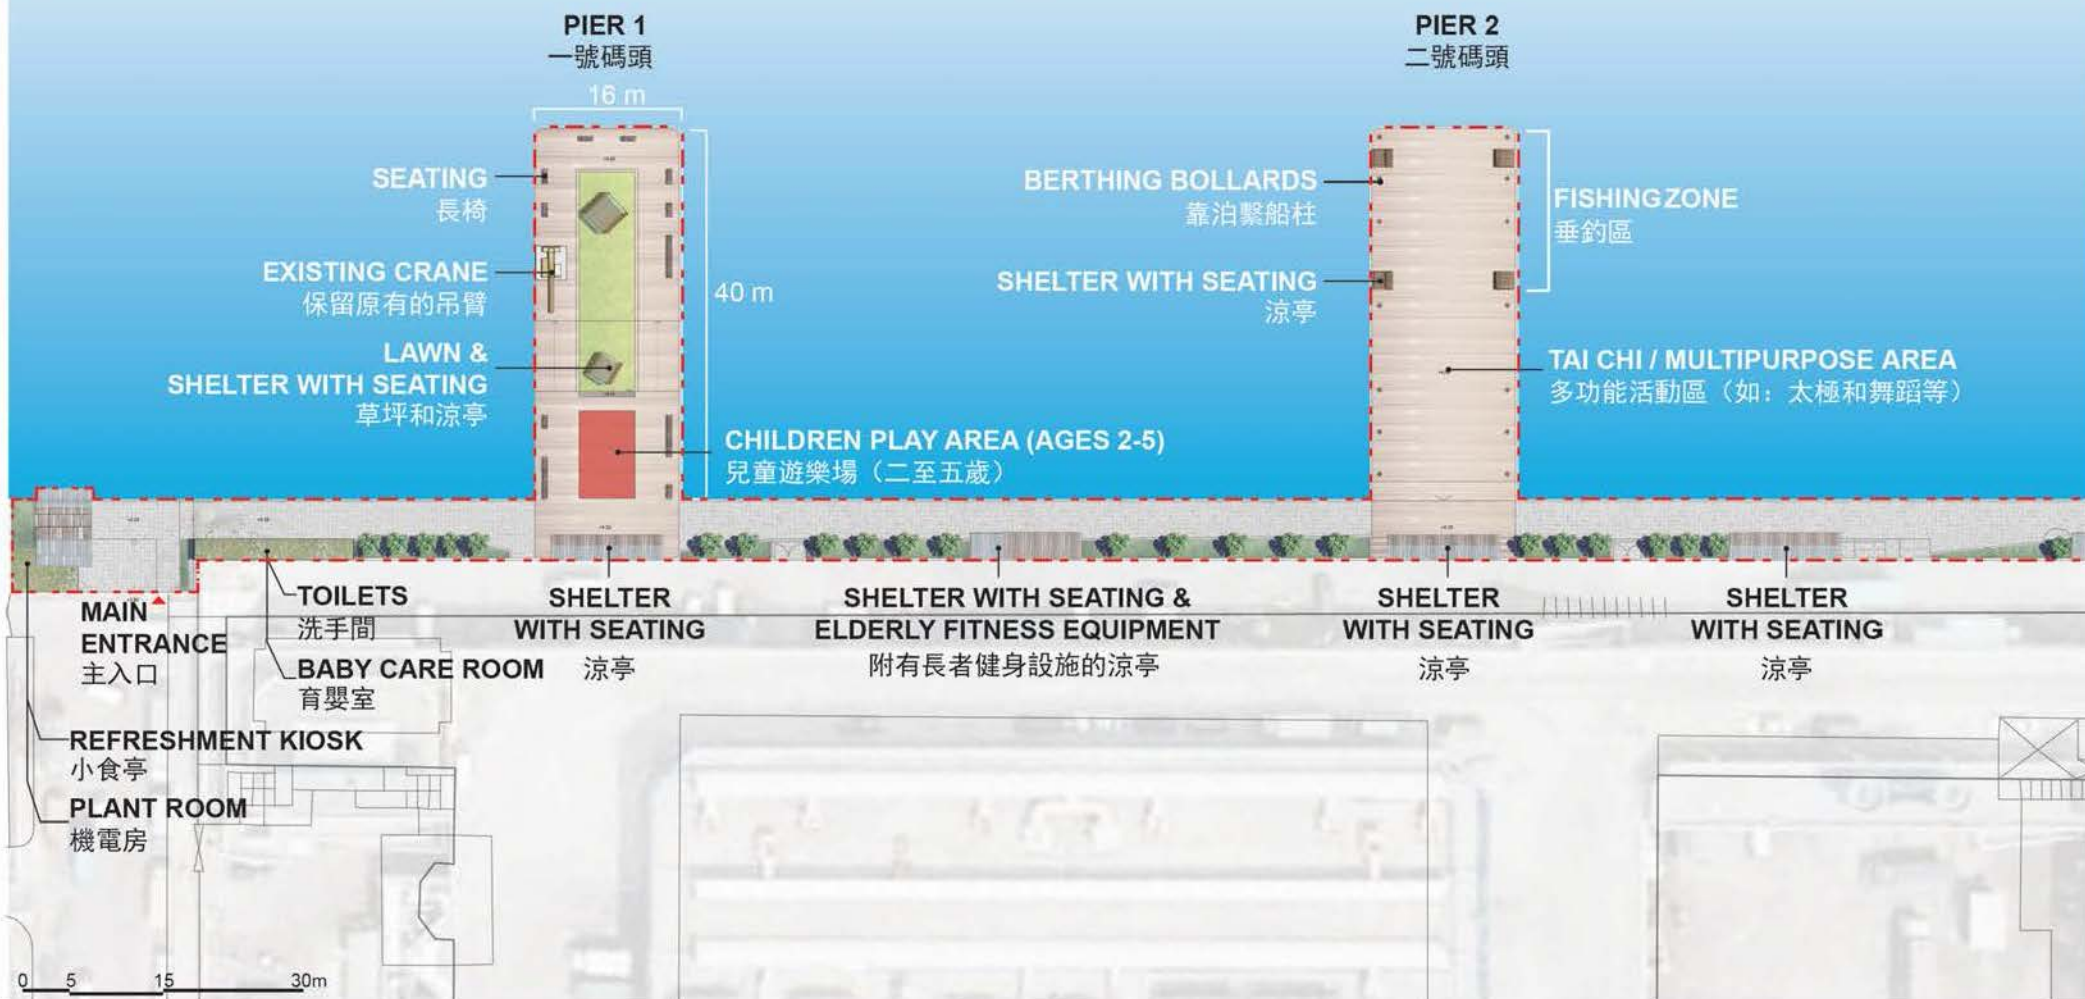 PIER 1
一號碼頭
16 m
SEATING
長椅
EXISTING CRANE
保留原有的吊臂
40 m
LAWN &
SHELTER WITH SEATING
草坪和涼亭
CHILDREN PLAY AREA (AGES 2-5)
兒童遊樂場（二至五歲）
PIER 2
二號碼頭
BERTHING BOLLARDS
靠泊繫船柱
FISHING ZONE
垂釣區
SHELTER WITH SEATING
涼亭
TAI CHI / MULTIPURPOSE AREA
多功能活動區（如：太極和舞蹈等）
MAIN
ENTRANCE
主入口
TOILETS
洗手間
BABY CARE ROOM
育嬰室
REFRESHMENT KIOSK
小食亭
PLANT ROOM
機電房
SHELTER
WITH SEATING
涼亭
SHELTER WITH SEATING &
ELDERLY FITNESS EQUIPMENT
附有長者健身設施的涼亭
SHELTER
WITH SEATING
涼亭
SHELTER
WITH SEATING
涼亭
0 5 15 30m